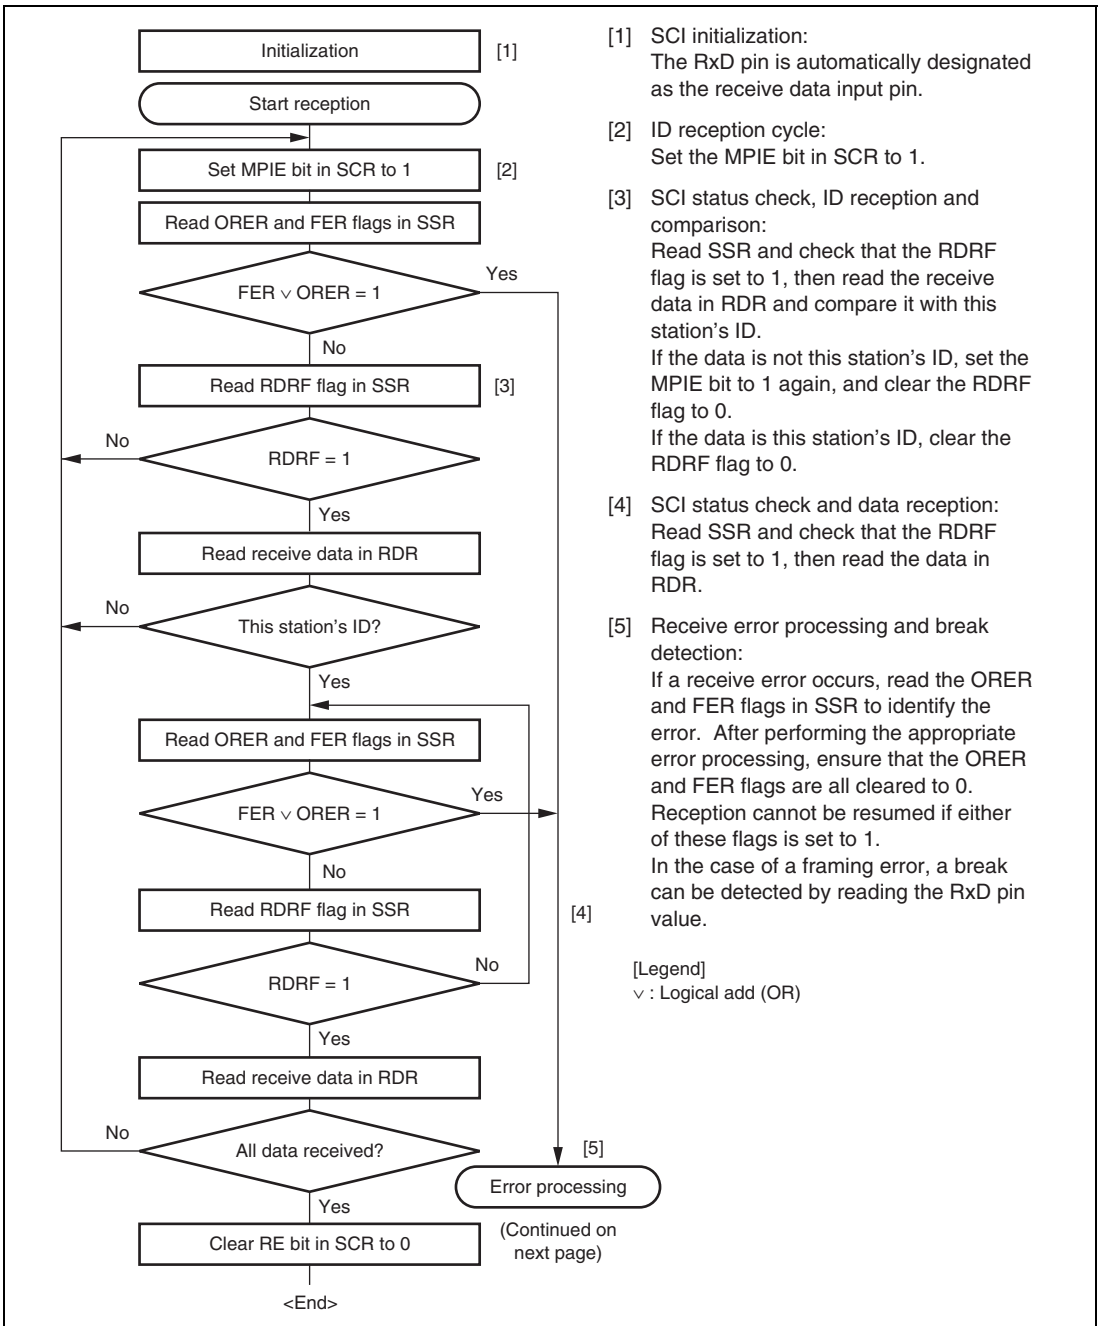 Initialization
[1]
Start reception
Set MPIE bit in SCR to 1
[2]
Read ORER and FER flags in SSR
FER ∨ ORER = 1
Yes
No
Read RDRF flag in SSR
[3]
No
RDRF = 1
Yes
Read receive data in RDR
No
This station's ID?
Yes
Read ORER and FER flags in SSR
FER ∨ ORER = 1
Yes
No
Read RDRF flag in SSR
[4]
RDRF = 1
No
Yes
Read receive data in RDR
No
All data received?
[5]
Error processing
Yes
(Continued on
next page)
Clear RE bit in SCR to 0
<End>
[1] SCI initialization:
The RxD pin is automatically designated
as the receive data input pin.
[2] ID reception cycle:
Set the MPIE bit in SCR to 1.
[3] SCI status check, ID reception and
comparison:
Read SSR and check that the RDRF
flag is set to 1, then read the receive
data in RDR and compare it with this
station's ID.
If the data is not this station's ID, set the
MPIE bit to 1 again, and clear the RDRF
flag to 0.
If the data is this station's ID, clear the
RDRF flag to 0.
[4] SCI status check and data reception:
Read SSR and check that the RDRF
flag is set to 1, then read the data in
RDR.
[5] Receive error processing and break
detection:
If a receive error occurs, read the ORER
and FER flags in SSR to identify the
error. After performing the appropriate
error processing, ensure that the ORER
and FER flags are all cleared to 0.
Reception cannot be resumed if either
of these flags is set to 1.
In the case of a framing error, a break
can be detected by reading the RxD pin
value.
[Legend]
∨ : Logical add (OR)